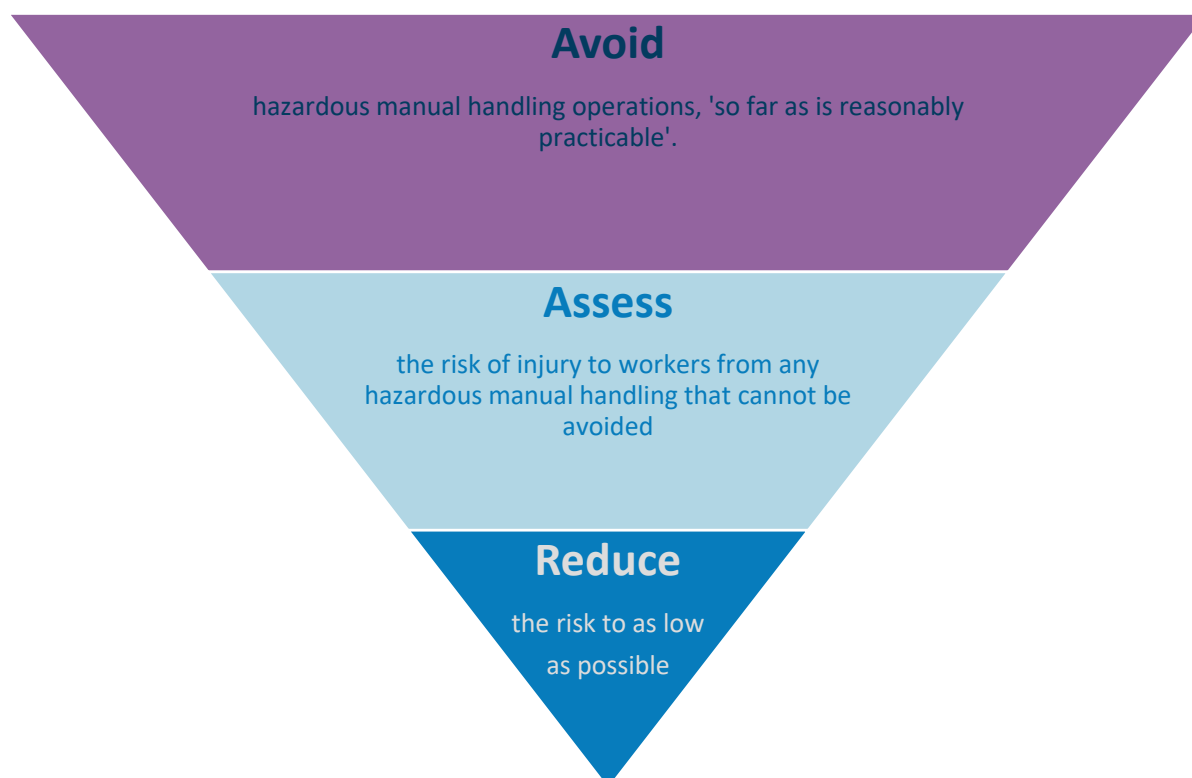 Avoid
hazardous manual handling operations, 'so far as is reasonably
practicable'.
Assess
the risk of injury to workers from any
hazardous manual handling that cannot be
avoided
Reduce
the risk to as low
as possible